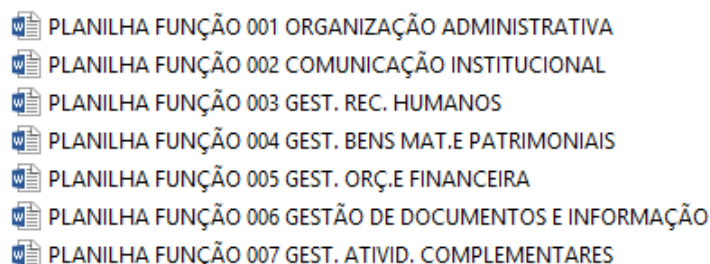 PLANILHA FUNÇÃO 001 ORGANIZAÇÃO ADMINISTRATIVA
PLANILHA FUNÇÃO 002 COMUNICAÇÃO INSTITUCIONAL
PLANILHA FUNÇÃO 003 GEST. REC. HUMANOS
PLANILHA FUNÇÃO 004 GEST. BENS MAT.E PATRIMONIAIS
PLANILHA FUNÇÃO 005 GEST. ORÇ.E FINANCEIRA
PLANILHA FUNÇÃO 006 GESTÃO DE DOCUMENTOS E INFORMAÇÃO
PLANILHA FUNÇÃO 007 GEST. ATIVID. COMPLEMENTARES